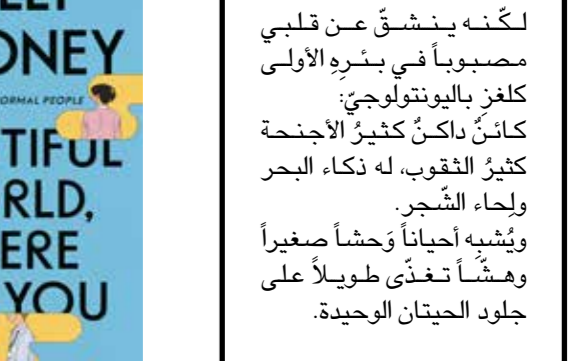 لكنّه ينشقّ عن قلبي
مصبوباً في بئرِهِ الأولى
كلغزٍ باليونتولوجيّ:
كائنٌ داكنٌ كثيرُ الأجنحة
كثيرُ الثقوب، له ذكاء البحر
ولِحاء الشّجر.
ويُشبِه أحياناً وَحشاً صغيراً
وهشّاً تغذّى طويلاً على
جلود الحيتان الوحيدة.
ONEY
ORMAL PEOPLE
TIFUL
RLD,
ERE
YOU